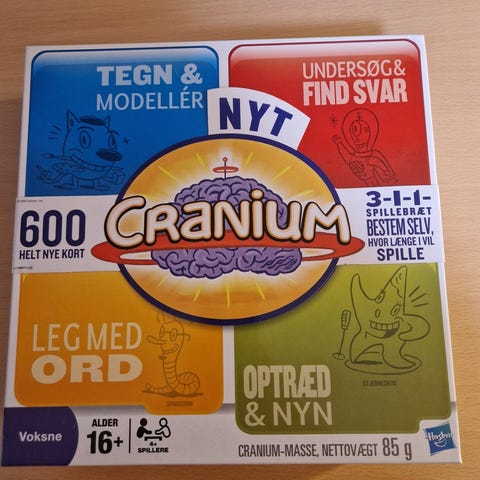 TEGN &
MODELLÉR
UNDERSØG &
FIND SVAR
NYT
600
HELT NYE KORT
CRANIUM
3-I-I-
SPILLEBRÆT
BESTEM SELV,
HVOR LÆNGE I VIL
SPILLE
LEG MED
ORD
OPTRÆD
& NYN
STJERNESKUD
Voksne
ALDER
16+
4+
SPILLERE
CRANIUM-MASSE, NETTOVÆGT 85 g
Hasbro